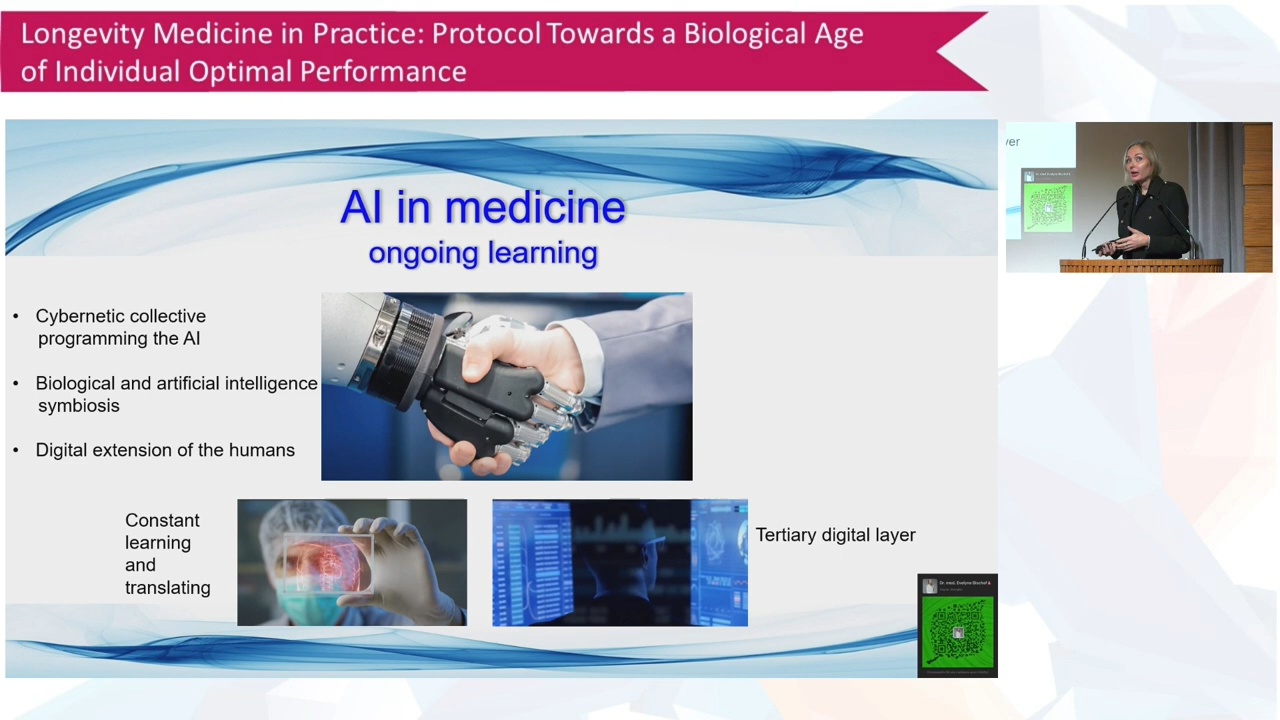 Longevity Medicine in Practice: Protocol Towards a Biological Age
of Individual Optimal Performance
AI in medicine
ongoing learning
• Cybernetic collective
programming the AI
• Biological and artificial intelligence
symbiosis
• Digital extension of the humans
Constant
learning
and
translating
Tertiary digital layer